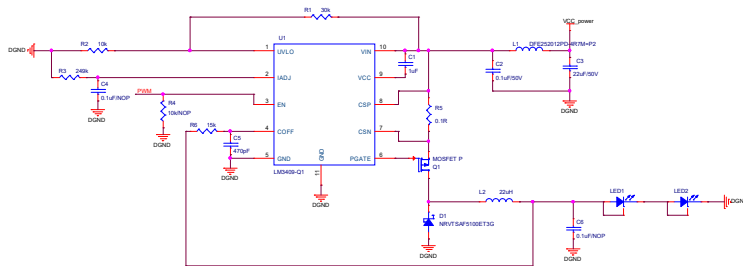 R1 30k
VCC_power
R2 10k
U1
L1 DFE252012PD-4R7M=P2
DGND
1 UVLO VIN 10
C1
1uF
C2
0.1uF/50V
C3
22uF/50V
R3 249k
2 IADJ VCC 9
C4
0.1uF/NOP
DGND
PWM
3 EN CSP 8
R4
10k/NOP
R5
0.1R
DGND
DGND
DGND
R6 15k
4 COFF CSN 7
C5
470pF
5 GND GND PGATE 6
MOSFET P
Q1
LM3409-Q1
11
DGND
DGND
L2 22uH
LED1
LED2
D1
NRVTSAF5100ET3G
C6
0.1uF/NOP
DGND
DGND
DGND